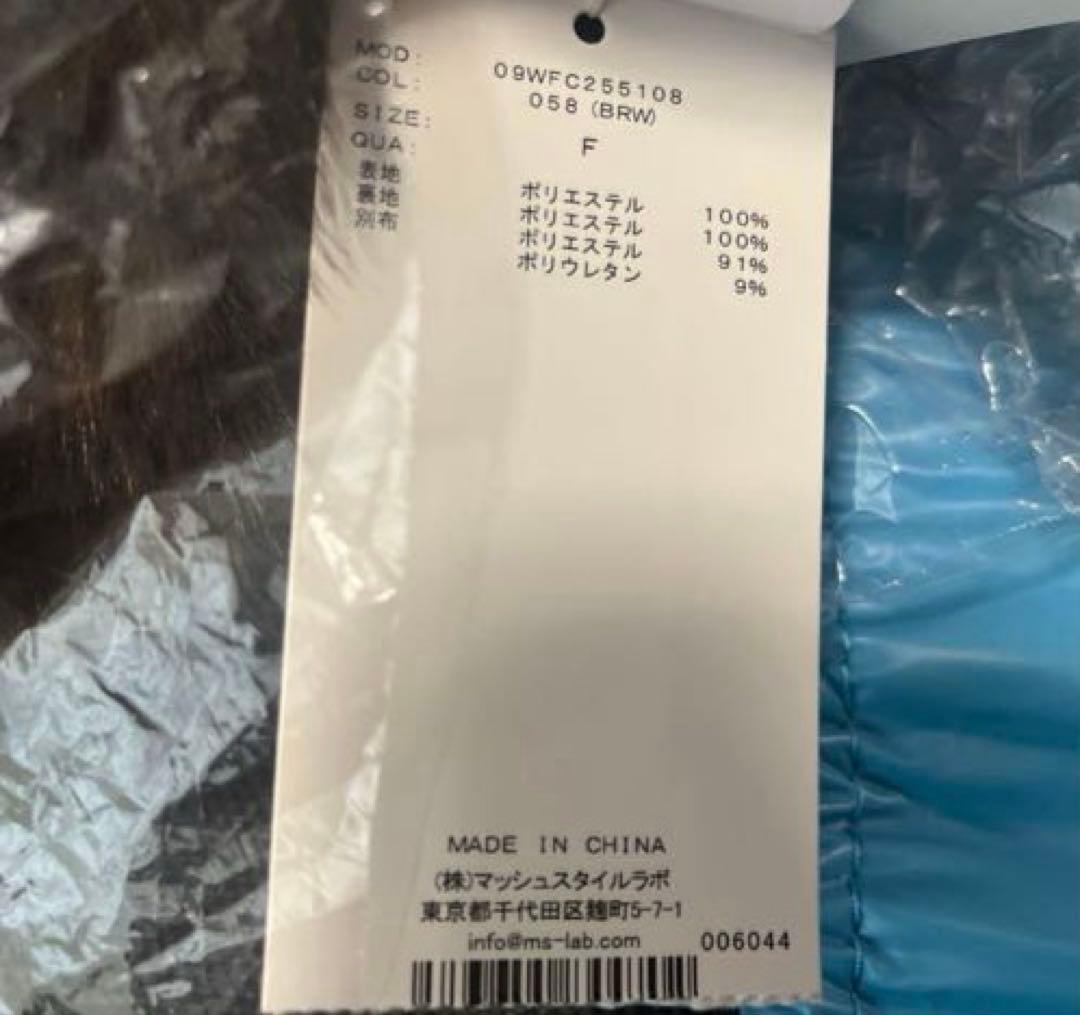 MOD: 09WFC255108
COL: 058 (BRW)
SIZE: F
QUA:
表地 ポリエステル 100%
裏地 ポリエステル 100%
別布 ポリエステル 91%
ポリウレタン 9%
MADE IN CHINA
(株)マッシュスタイルラボ
東京都千代田区麹町5-7-1
info@ms-lab.com 006044